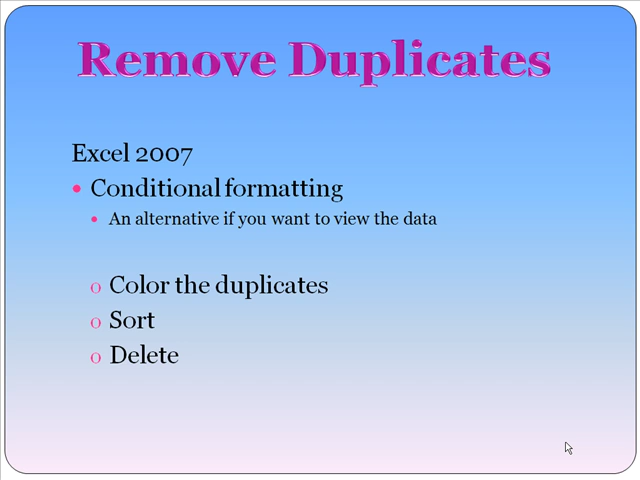 Remove Duplicates
Excel 2007
• Conditional formatting
• An alternative if you want to view the data
o Color the duplicates
o Sort
o Delete